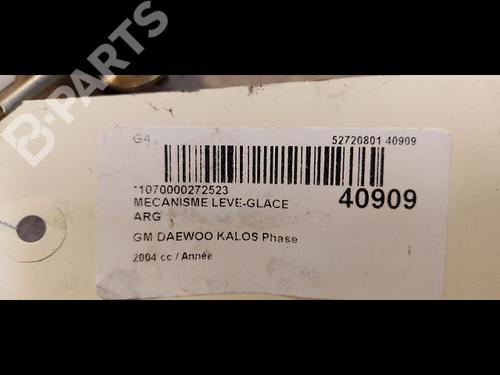 B-PARTS
GA
52720801 40909
*1070000272523
40909
MECANISME LEVE-GLACE
ARG
GM DAEWOO KALOS Phase
2004 cc / Année